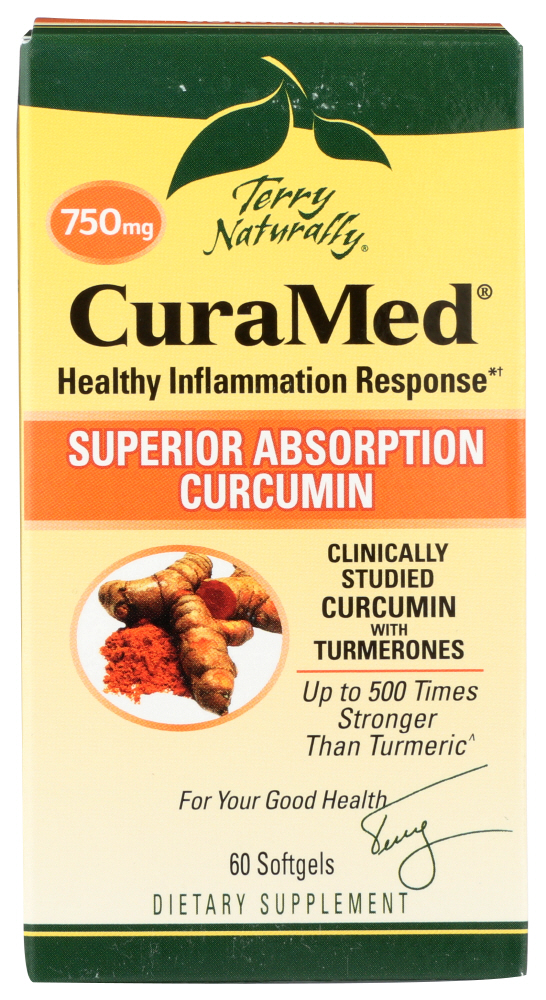 Terry
Naturally®
750mg
CuraMed®
Healthy Inflammation Response*†
SUPERIOR ABSORPTION
CURCUMIN
CLINICALLY
STUDIED
CURCUMIN
WITH
TURMERONES
Up to 500 Times
Stronger
Than Turmeric^
For Your Good Health,
Terry
60 Softgels
DIETARY SUPPLEMENT